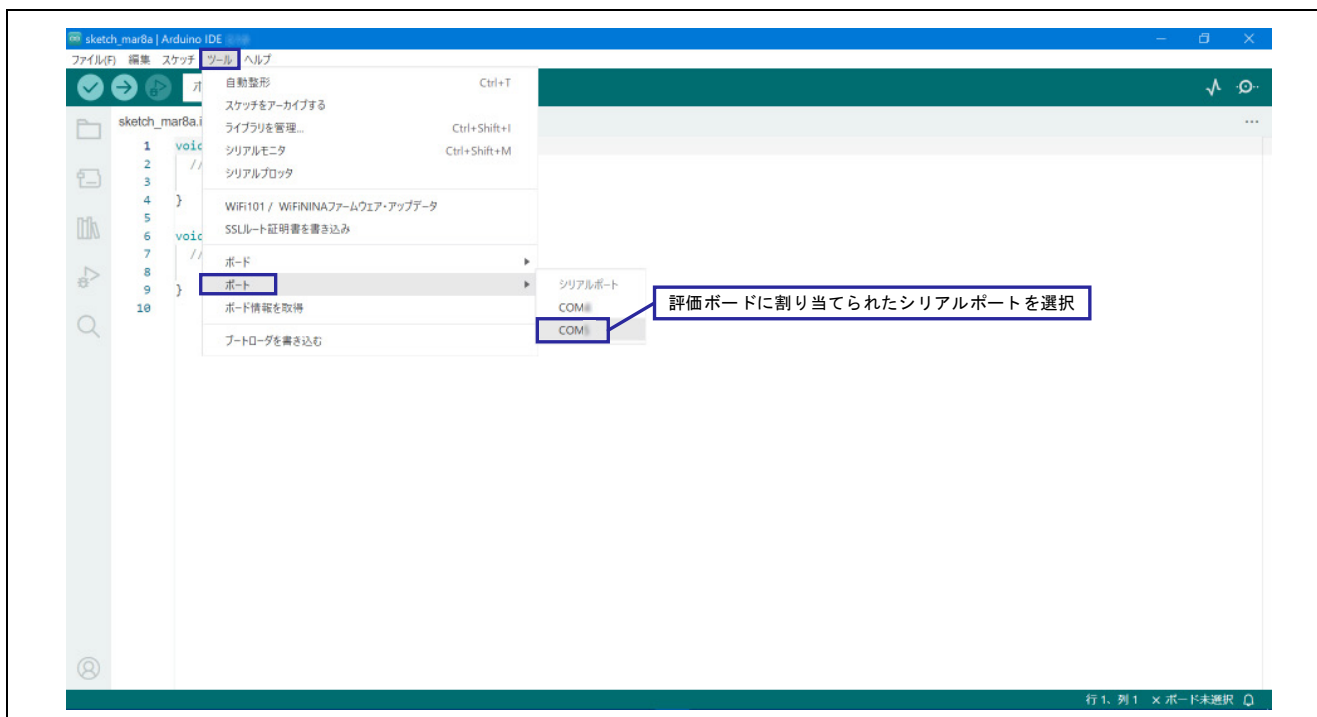 sketch_mar8a | Arduino IDE
ファイル(F) 編集 スケッチ ツール ヘルプ
sketch_mar8a.i
自動整形 Ctrl+T
スケッチをアーカイブする
ライブラリを管理... Ctrl+Shift+I
シリアルモニタ Ctrl+Shift+M
シリアルプロッタ
WiFi101 / WiFiNINAファームウェア・アップデータ
SSLルート証明書を書き込み
ボード
ポート
ボード情報を取得
ブートローダを書き込む
シリアルポート
COM
COM
評価ボードに割り当てられたシリアルポートを選択
1 void
2 //
3
4 }
5
6 void
7 //
8
9 }
10
行 1、列 1 × ボード未選択